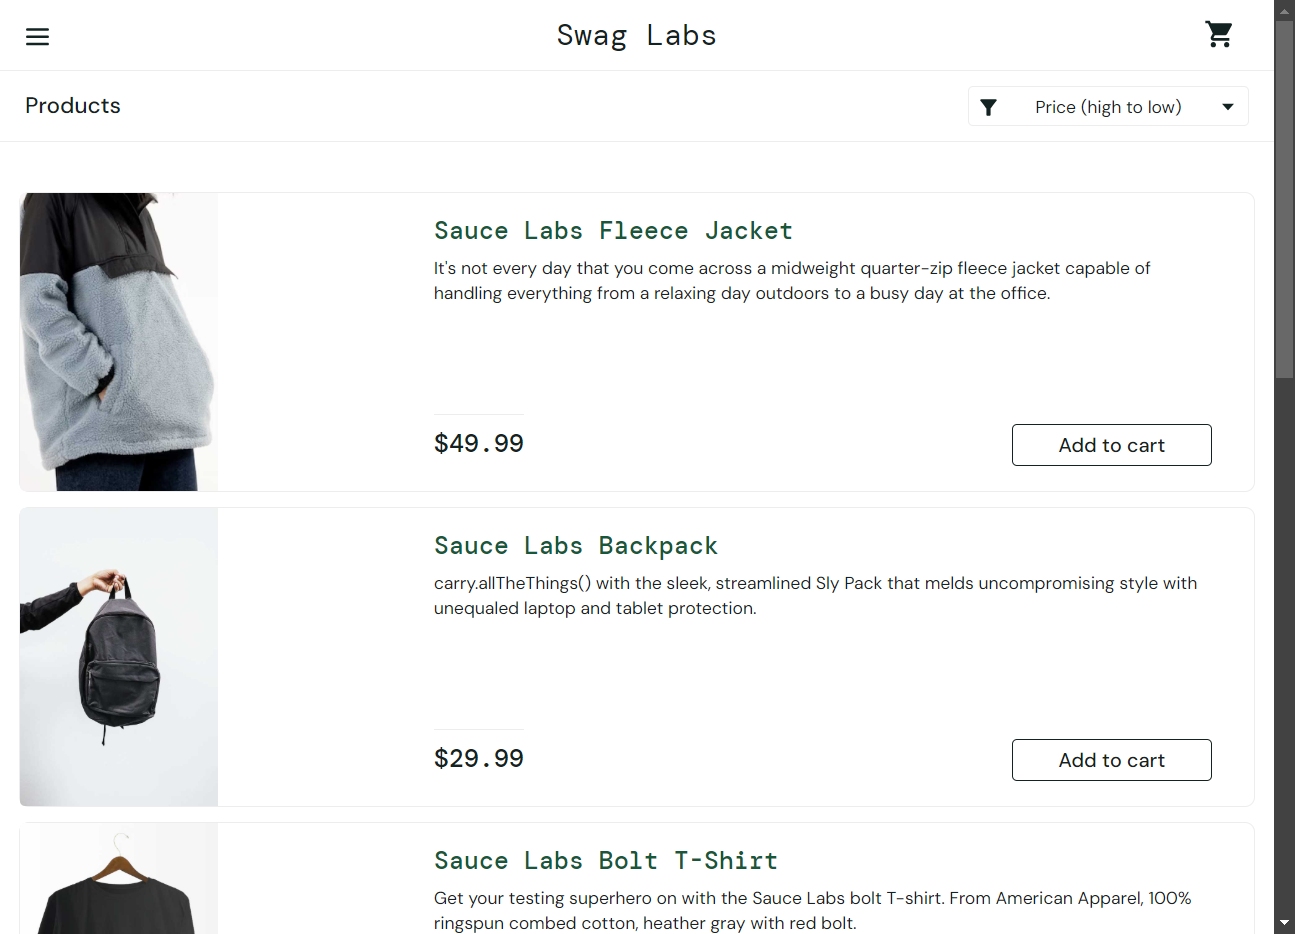 Swag Labs
Products
Price (high to low)
Sauce Labs Fleece Jacket
It's not every day that you come across a midweight quarter-zip fleece jacket capable of
handling everything from a relaxing day outdoors to a busy day at the office.
$49.99
Add to cart
Sauce Labs Backpack
carry.allTheThings() with the sleek, streamlined Sly Pack that melds uncompromising style with
unequaled laptop and tablet protection.
$29.99
Add to cart
Sauce Labs Bolt T-Shirt
Get your testing superhero on with the Sauce Labs bolt T-shirt. From American Apparel, 100%
ringspun combed cotton, heather gray with red bolt.